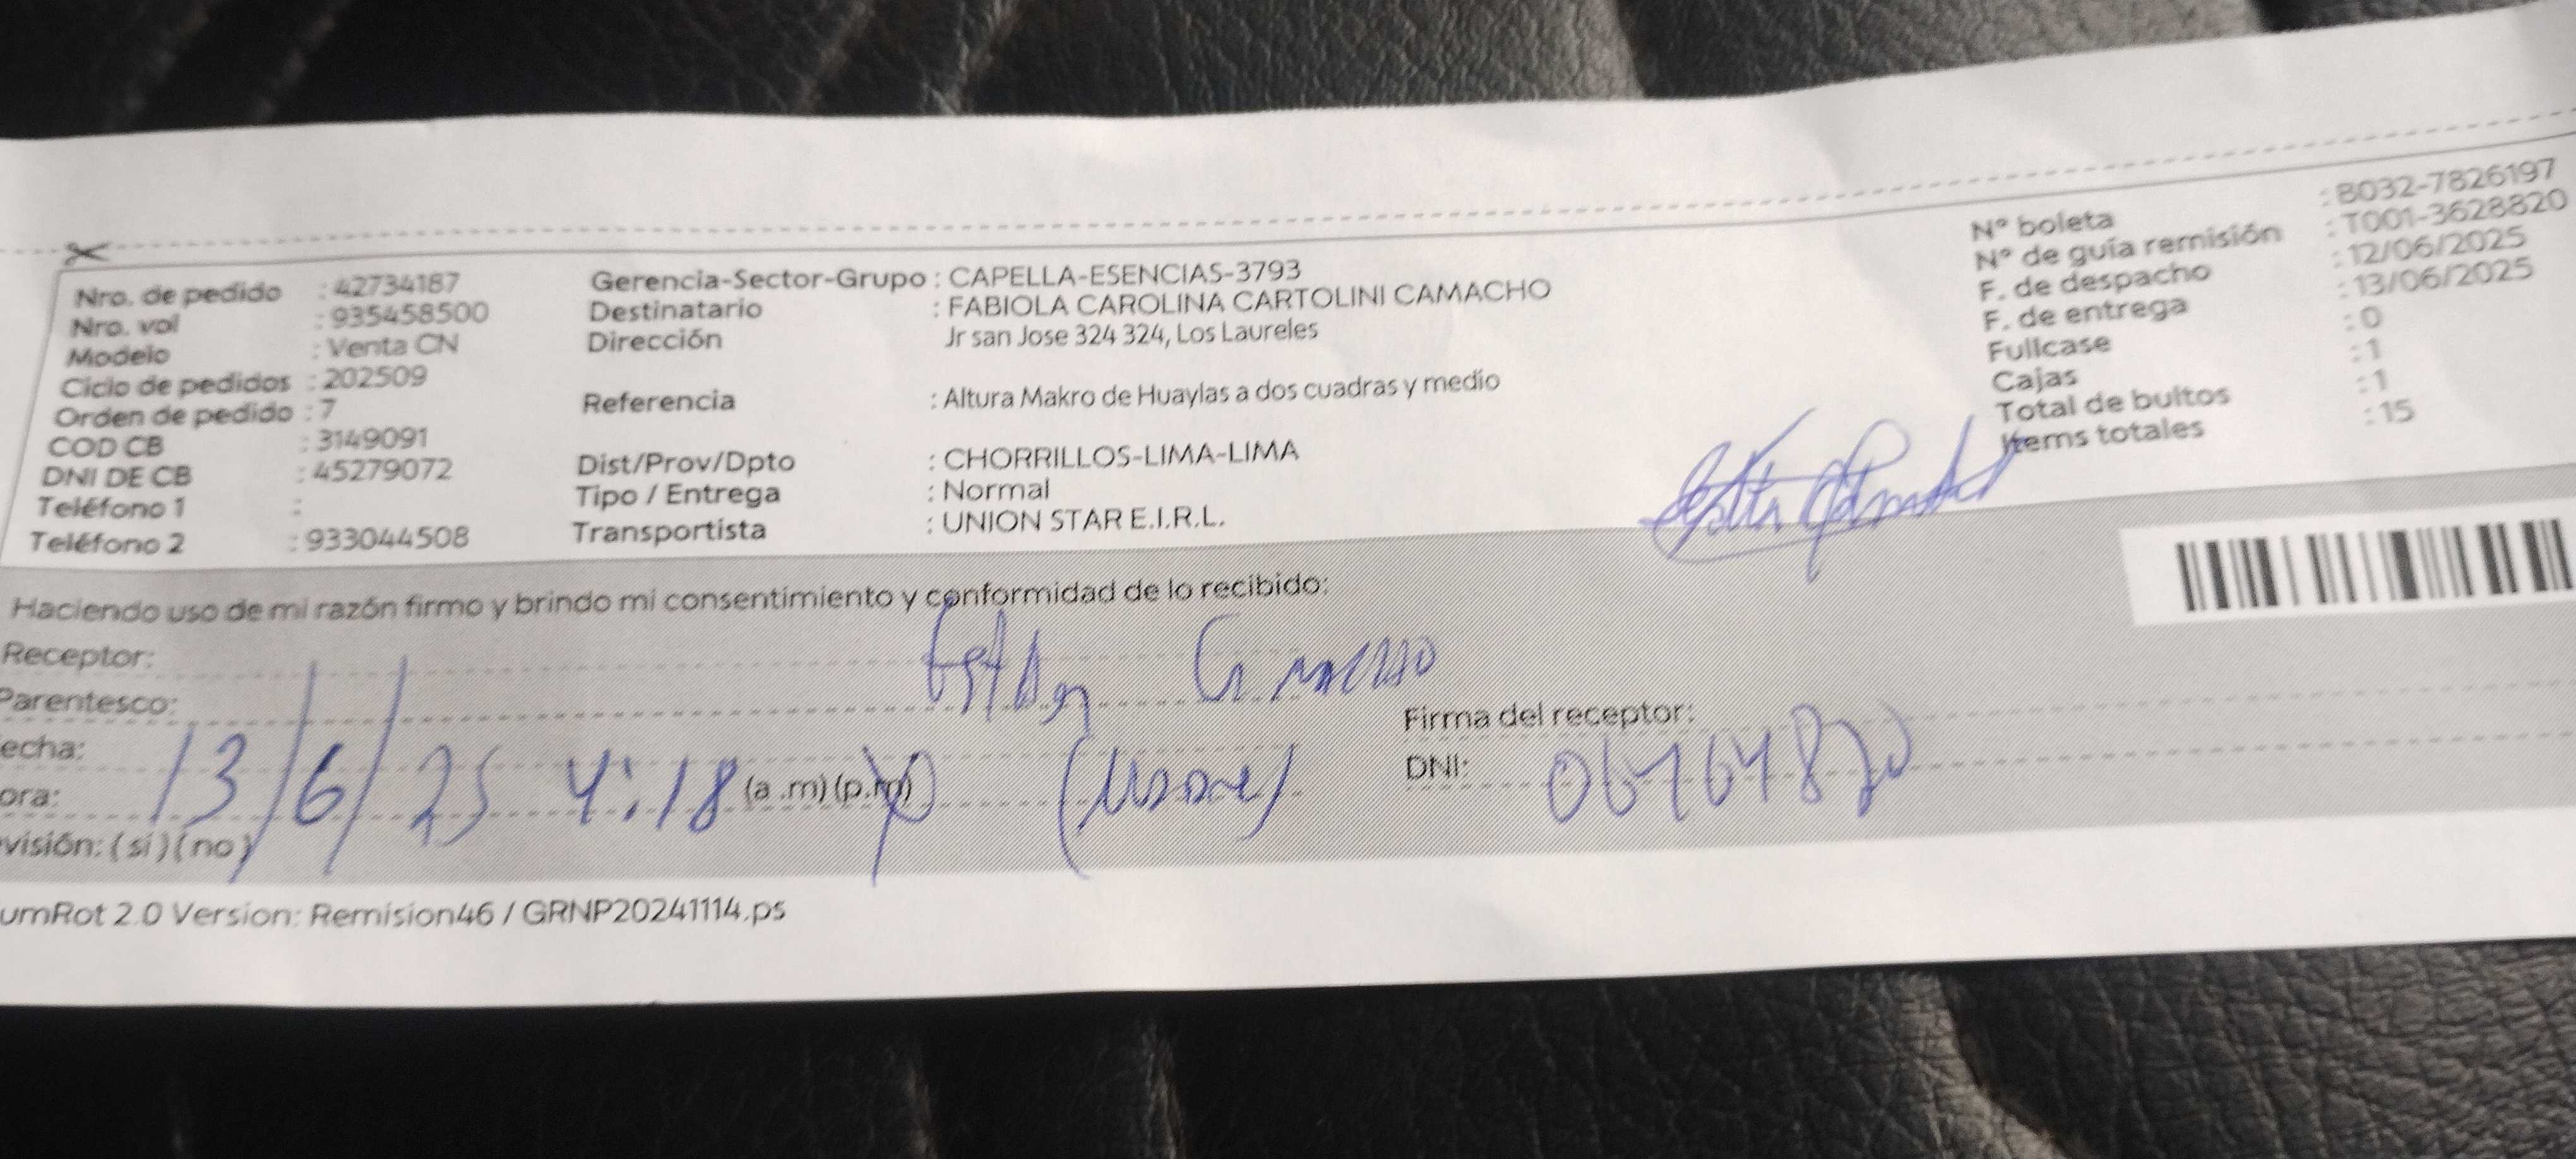 Nro. de pedido : 42734187
Nro. vol : 935458500
Modelo : Venta CN
Ciclo de pedidos : 202509
Orden de pedido : 7
COD CB : 3149091
DNI DE CB : 45279072
Teléfono 1 :
Teléfono 2 : 933044508
Gerencia-Sector-Grupo : CAPELLA-ESENCIAS-3793
Destinatario : FABIOLA CAROLINA CARTOLINI CAMACHO
Dirección Jr san Jose 324 324, Los Laureles
Referencia : Altura Makro de Huaylas a dos cuadras y medio
Dist/Prov/Dpto : CHORRILLOS-LIMA-LIMA
Tipo / Entrega : Normal
Transportista : UNION STAR E.I.R.L.
N° boleta : B032-7826197
N° de guía remisión : T001-3628820
F. de despacho : 12/06/2025
F. de entrega : 13/06/2025
Fullcase : 0
Cajas : 1
Total de bultos : 1
Items totales : 15
Haciendo uso de mi razón firmo y brindo mi consentimiento y conformidad de lo recibido:
Receptor: Camacho
Parentesco:
Firma del receptor:
echa: 13/6/25 4:18
ora: (a .m) (p.m)
DNI:
visión: ( si ) ( no )
umRot 2.0 Version: Remision46 / GRNP20241114.ps